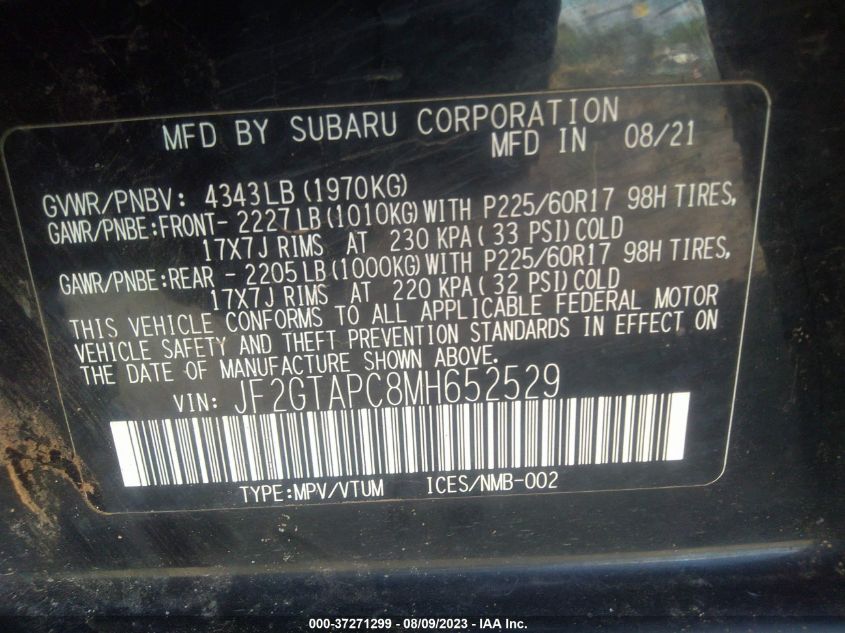 MFD BY SUBARU CORPORATION
MFD IN 08/21
GVWR/PNBV: 4343LB(1970KG)
GAWR/PNBE:FRONT- 2227LB(1010KG)WITH P225/60R17 98H TIRES,
17X7J RIMS AT 230 KPA( 33 PSI)COLD
GAWR/PNBE:REAR - 2205LB(1000KG)WITH P225/60R17 98H TIRES,
17X7J RIMS AT 220 KPA(32 PSI)COLD
THIS VEHICLE CONFORMS TO ALL APPLICABLE FEDERAL MOTOR
VEHICLE SAFETY AND THEFT PREVENTION STANDARDS IN EFFECT ON
THE DATE OF MANUFACTURE SHOWN ABOVE.
VIN: JF2GTAPC8MH652529
TYPE:MPV/VTUM ICES/NMB-002
000-37271299 - 08/09/2023 - IAA Inc.